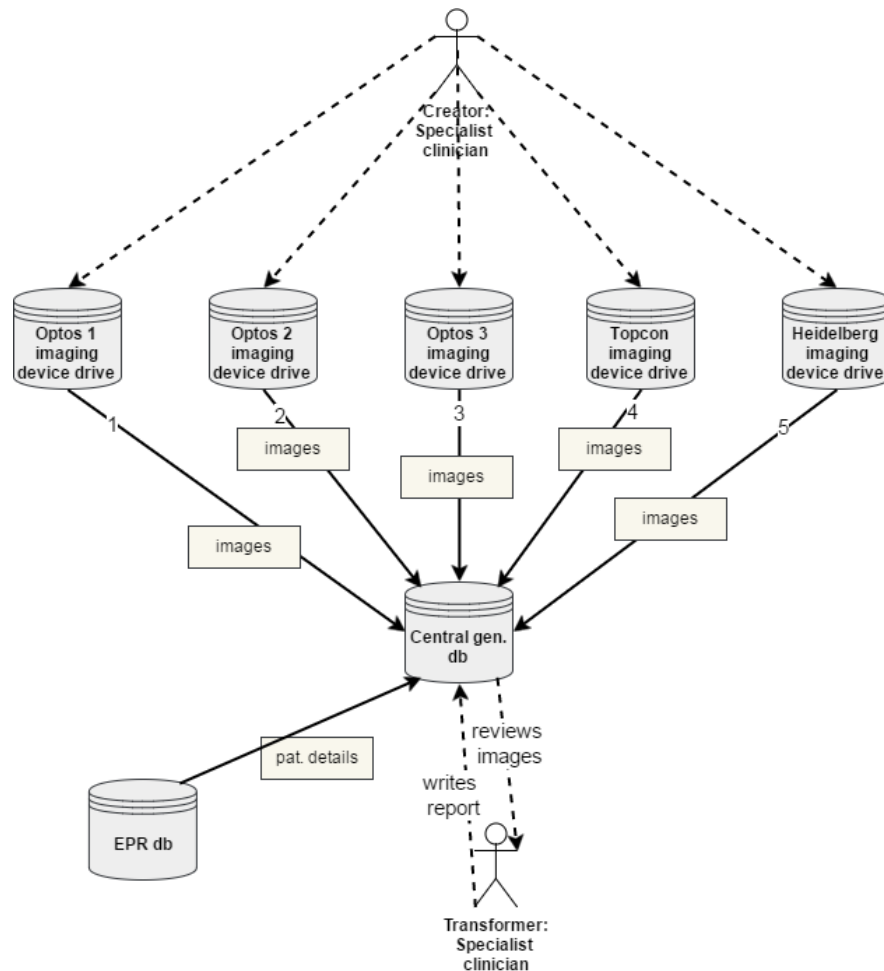 Creator:
Specialist
clinician
Optos 1
imaging
device drive
Optos 2
imaging
device drive
Optos 3
imaging
device drive
Topcon
imaging
device drive
Heidelberg
imaging
device drive
1
2
3
4
5
images
images
images
images
images
Central gen.
db
pat. details
reviews
images
writes
report
EPR db
Transformer:
Specialist
clinician